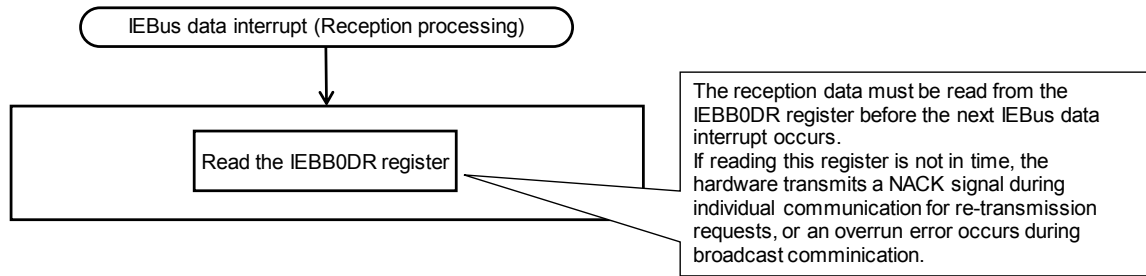 IEBus data interrupt (Reception processing)
Read the IEBB0DR register
The reception data must be read from the
IEBB0DR register before the next IEBus data
interrupt occurs.
If reading this register is not in time, the
hardware transmits a NACK signal during
individual communication for re-transmission
requests, or an overrun error occurs during
broadcast comminication.